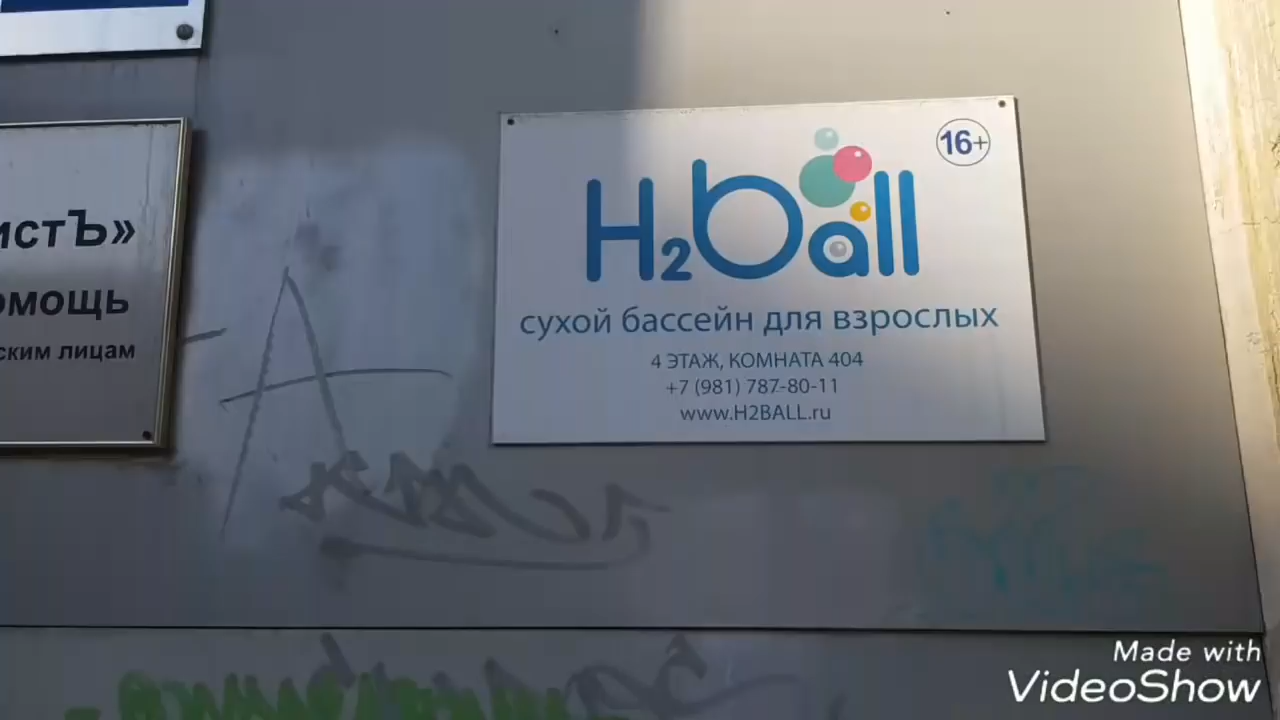 истЪ»
омощь
ским лицам
16+
H2Ball
сухой бассейн для взрослых
4 ЭТАЖ, КОМНАТА 404
+7 (981) 787-80-11
www.H2BALL.ru
Made with
VideoShow